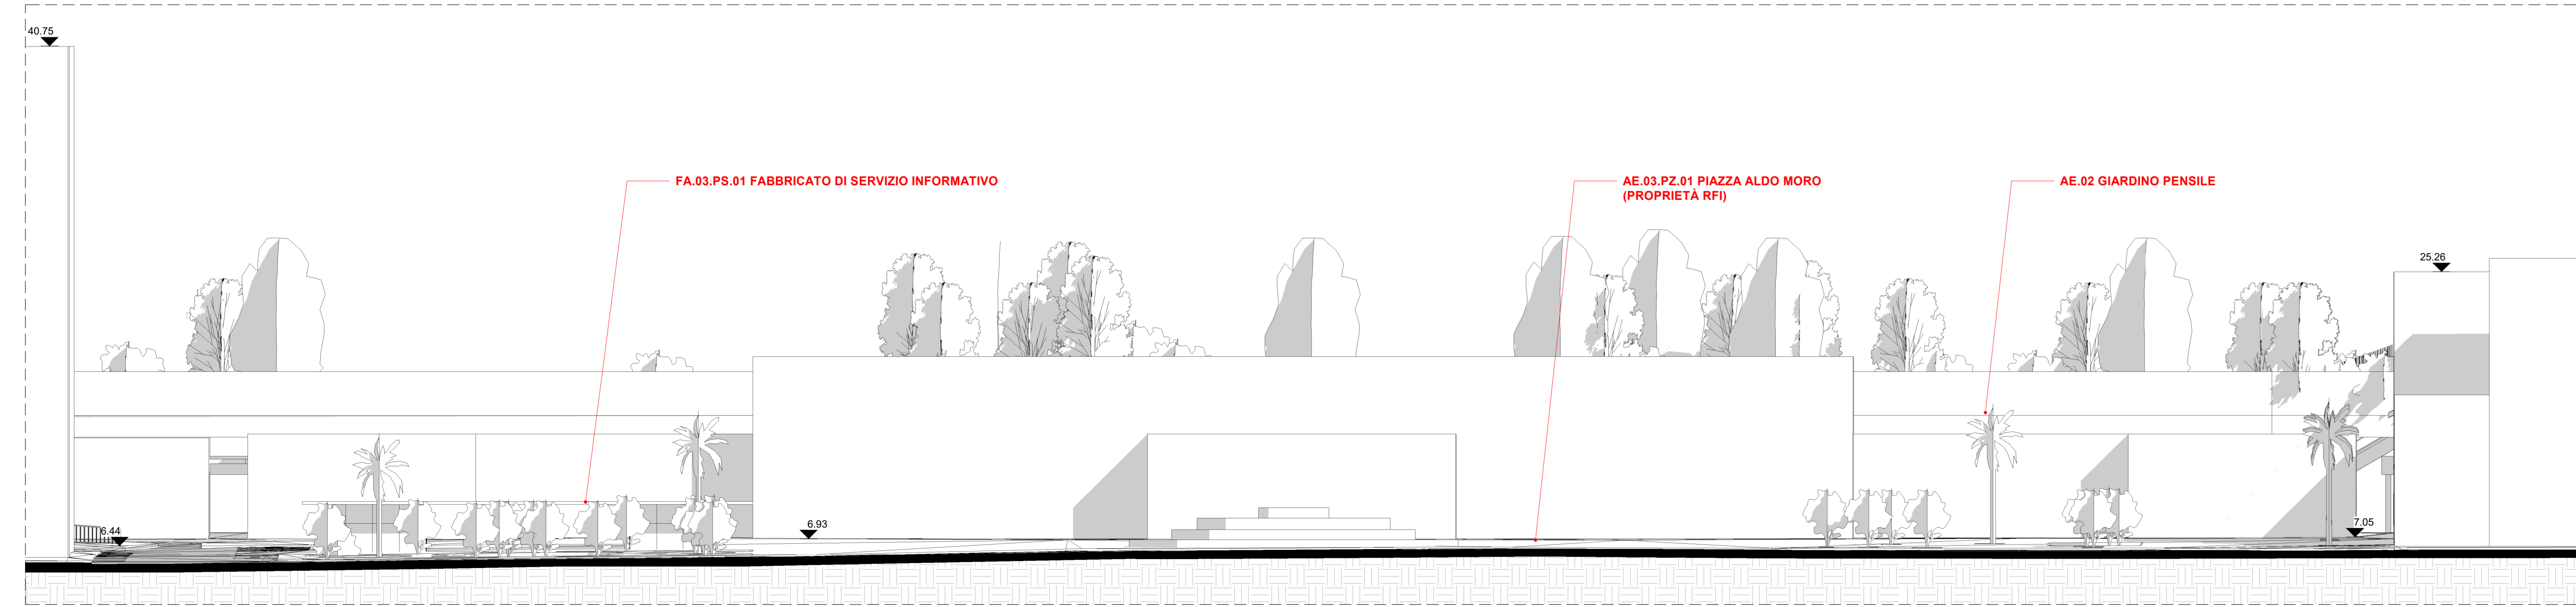 40.75
FA.03.PS.01 FABBRICATO DI SERVIZIO INFORMATIVO
AE.03.PZ.01 PIAZZA ALDO MORO
(PROPRIETÀ RFI)
AE.02 GIARDINO PENSILE
25.26
6.44
6.93
7.05